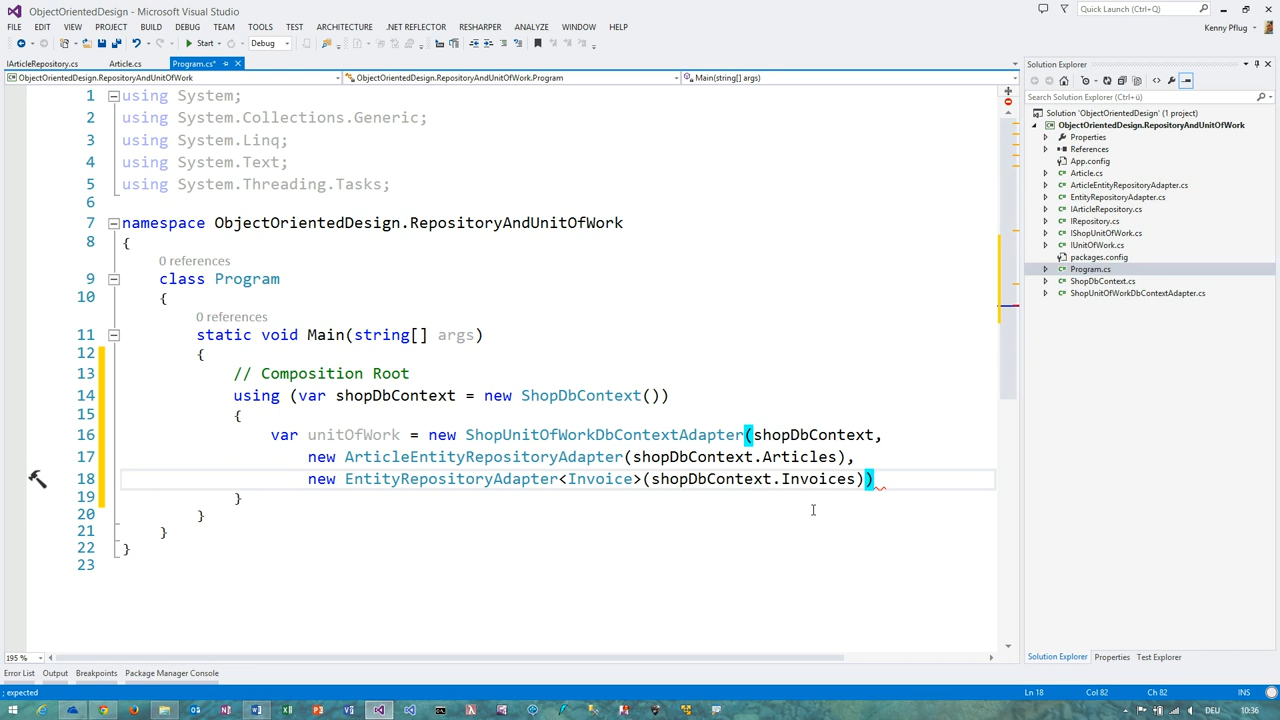 ObjectOrientedDesign - Microsoft Visual Studio
Quick Launch (Ctrl+Q)
FILE EDIT VIEW PROJECT BUILD DEBUG TEAM TOOLS TEST ARCHITECTURE .NET REFLECTOR RESHARPER ANALYZE WINDOW HELP
Kenny Pflug
Start Debug
IArticleRepository.cs Article.cs Program.cs*
ObjectOrientedDesign.RepositoryAndUnitOfWork ObjectOrientedDesign.RepositoryAndUnitOfWork.Program Main(string[] args)
1 using System;
2 using System.Collections.Generic;
3 using System.Linq;
4 using System.Text;
5 using System.Threading.Tasks;
6
7 namespace ObjectOrientedDesign.RepositoryAndUnitOfWork
8 {
0 references
9 class Program
10 {
0 references
11 static void Main(string[] args)
12 {
13 // Composition Root
14 using (var shopDbContext = new ShopDbContext())
15 {
16 var unitOfWork = new ShopUnitOfWorkDbContextAdapter(shopDbContext,
17 new ArticleEntityRepositoryAdapter(shopDbContext.Articles),
18 new EntityRepositoryAdapter<Invoice>(shopDbContext.Invoices))
19 }
20 }
21 }
22 }
23
195 %
Solution Explorer
Search Solution Explorer (Ctrl+ü)
Solution 'ObjectOrientedDesign' (1 project)
ObjectOrientedDesign.RepositoryAndUnitOfWork
Properties
References
App.config
Article.cs
ArticleEntityRepositoryAdapter.cs
EntityRepositoryAdapter.cs
IArticleRepository.cs
IRepository.cs
IShopUnitOfWork.cs
IUnitOfWork.cs
packages.config
Program.cs
ShopDbContext.cs
ShopUnitOfWorkDbContextAdapter.cs
Solution Explorer Properties Test Explorer
Error List Output Breakpoints Package Manager Console
; expected Ln 18 Col 82 Ch 82 INS
DEU 10:36